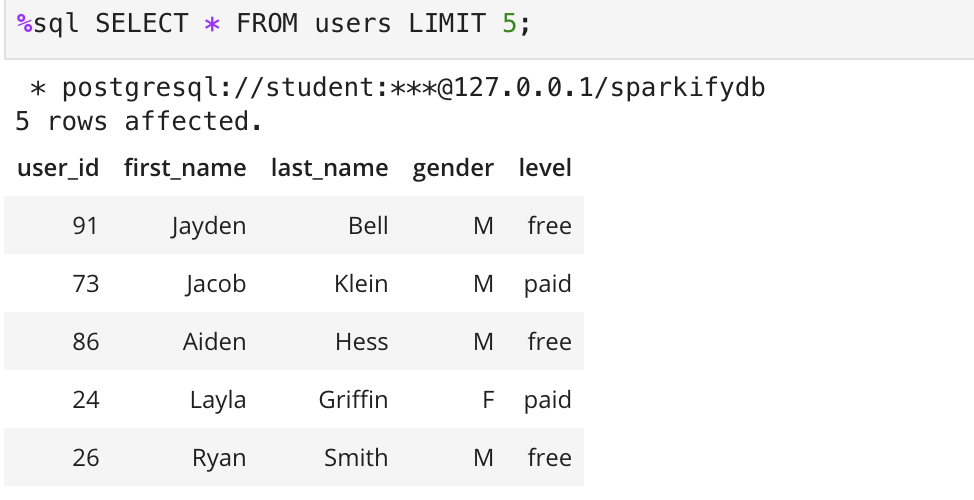 %sql SELECT * FROM users LIMIT 5;
* postgresql://student:***@127.0.0.1/sparkifydb
5 rows affected.
user_id first_name last_name gender level
91 Jayden Bell M free
73 Jacob Klein M paid
86 Aiden Hess M free
24 Layla Griffin F paid
26 Ryan Smith M free